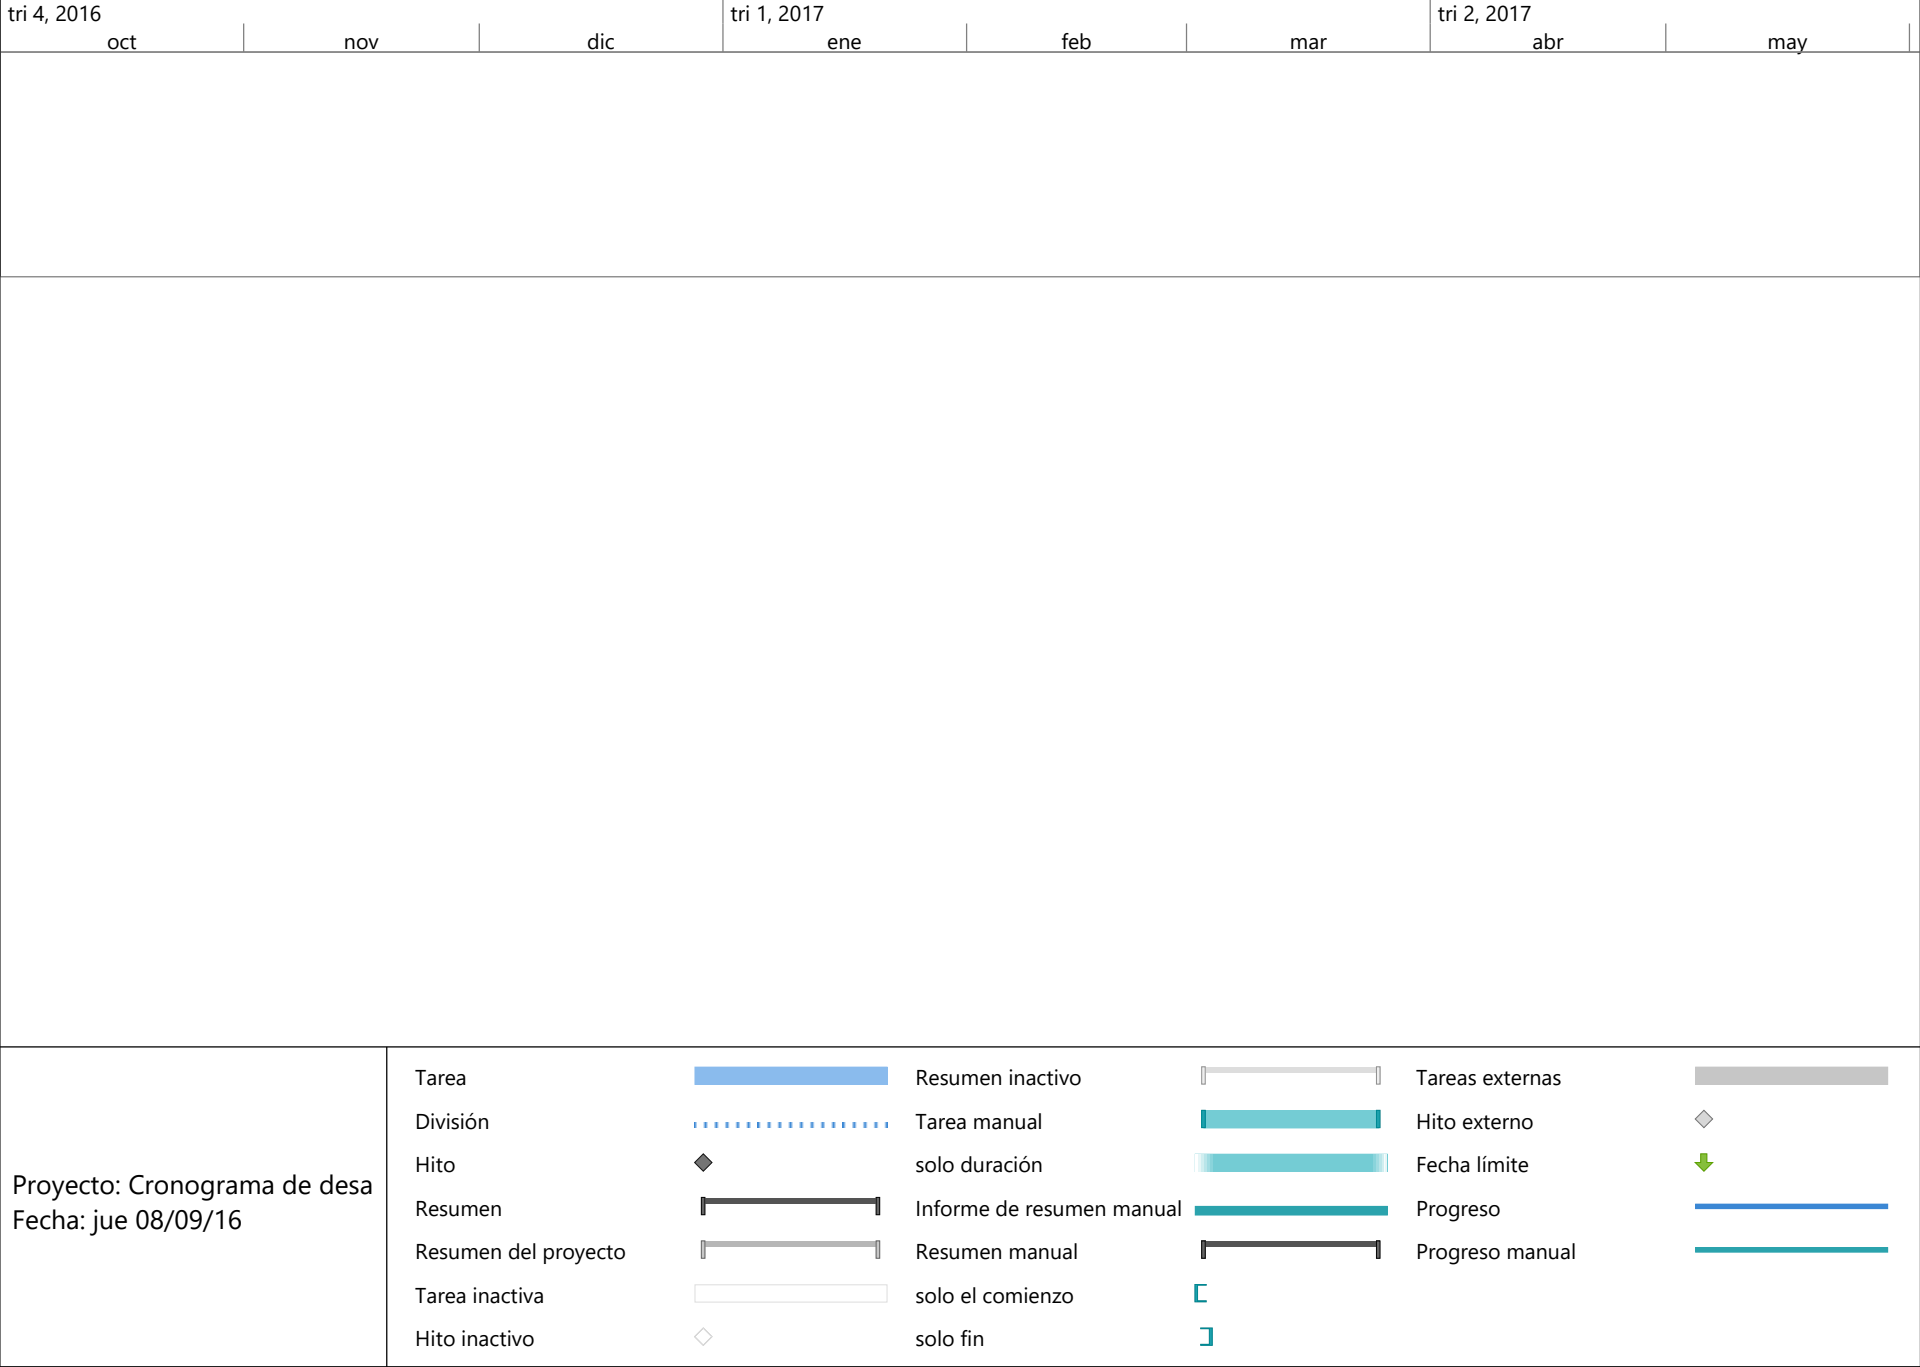 tri 4, 2016 tri 1, 2017 tri 2, 2017
oct nov dic ene feb mar abr may
Tarea Resumen inactivo Tareas externas
División Tarea manual Hito externo
Hito solo duración Fecha límite
Proyecto: Cronograma de desa
Fecha: jue 08/09/16
Resumen Informe de resumen manual Progreso
Resumen del proyecto Resumen manual Progreso manual
Tarea inactiva solo el comienzo
Hito inactivo solo fin